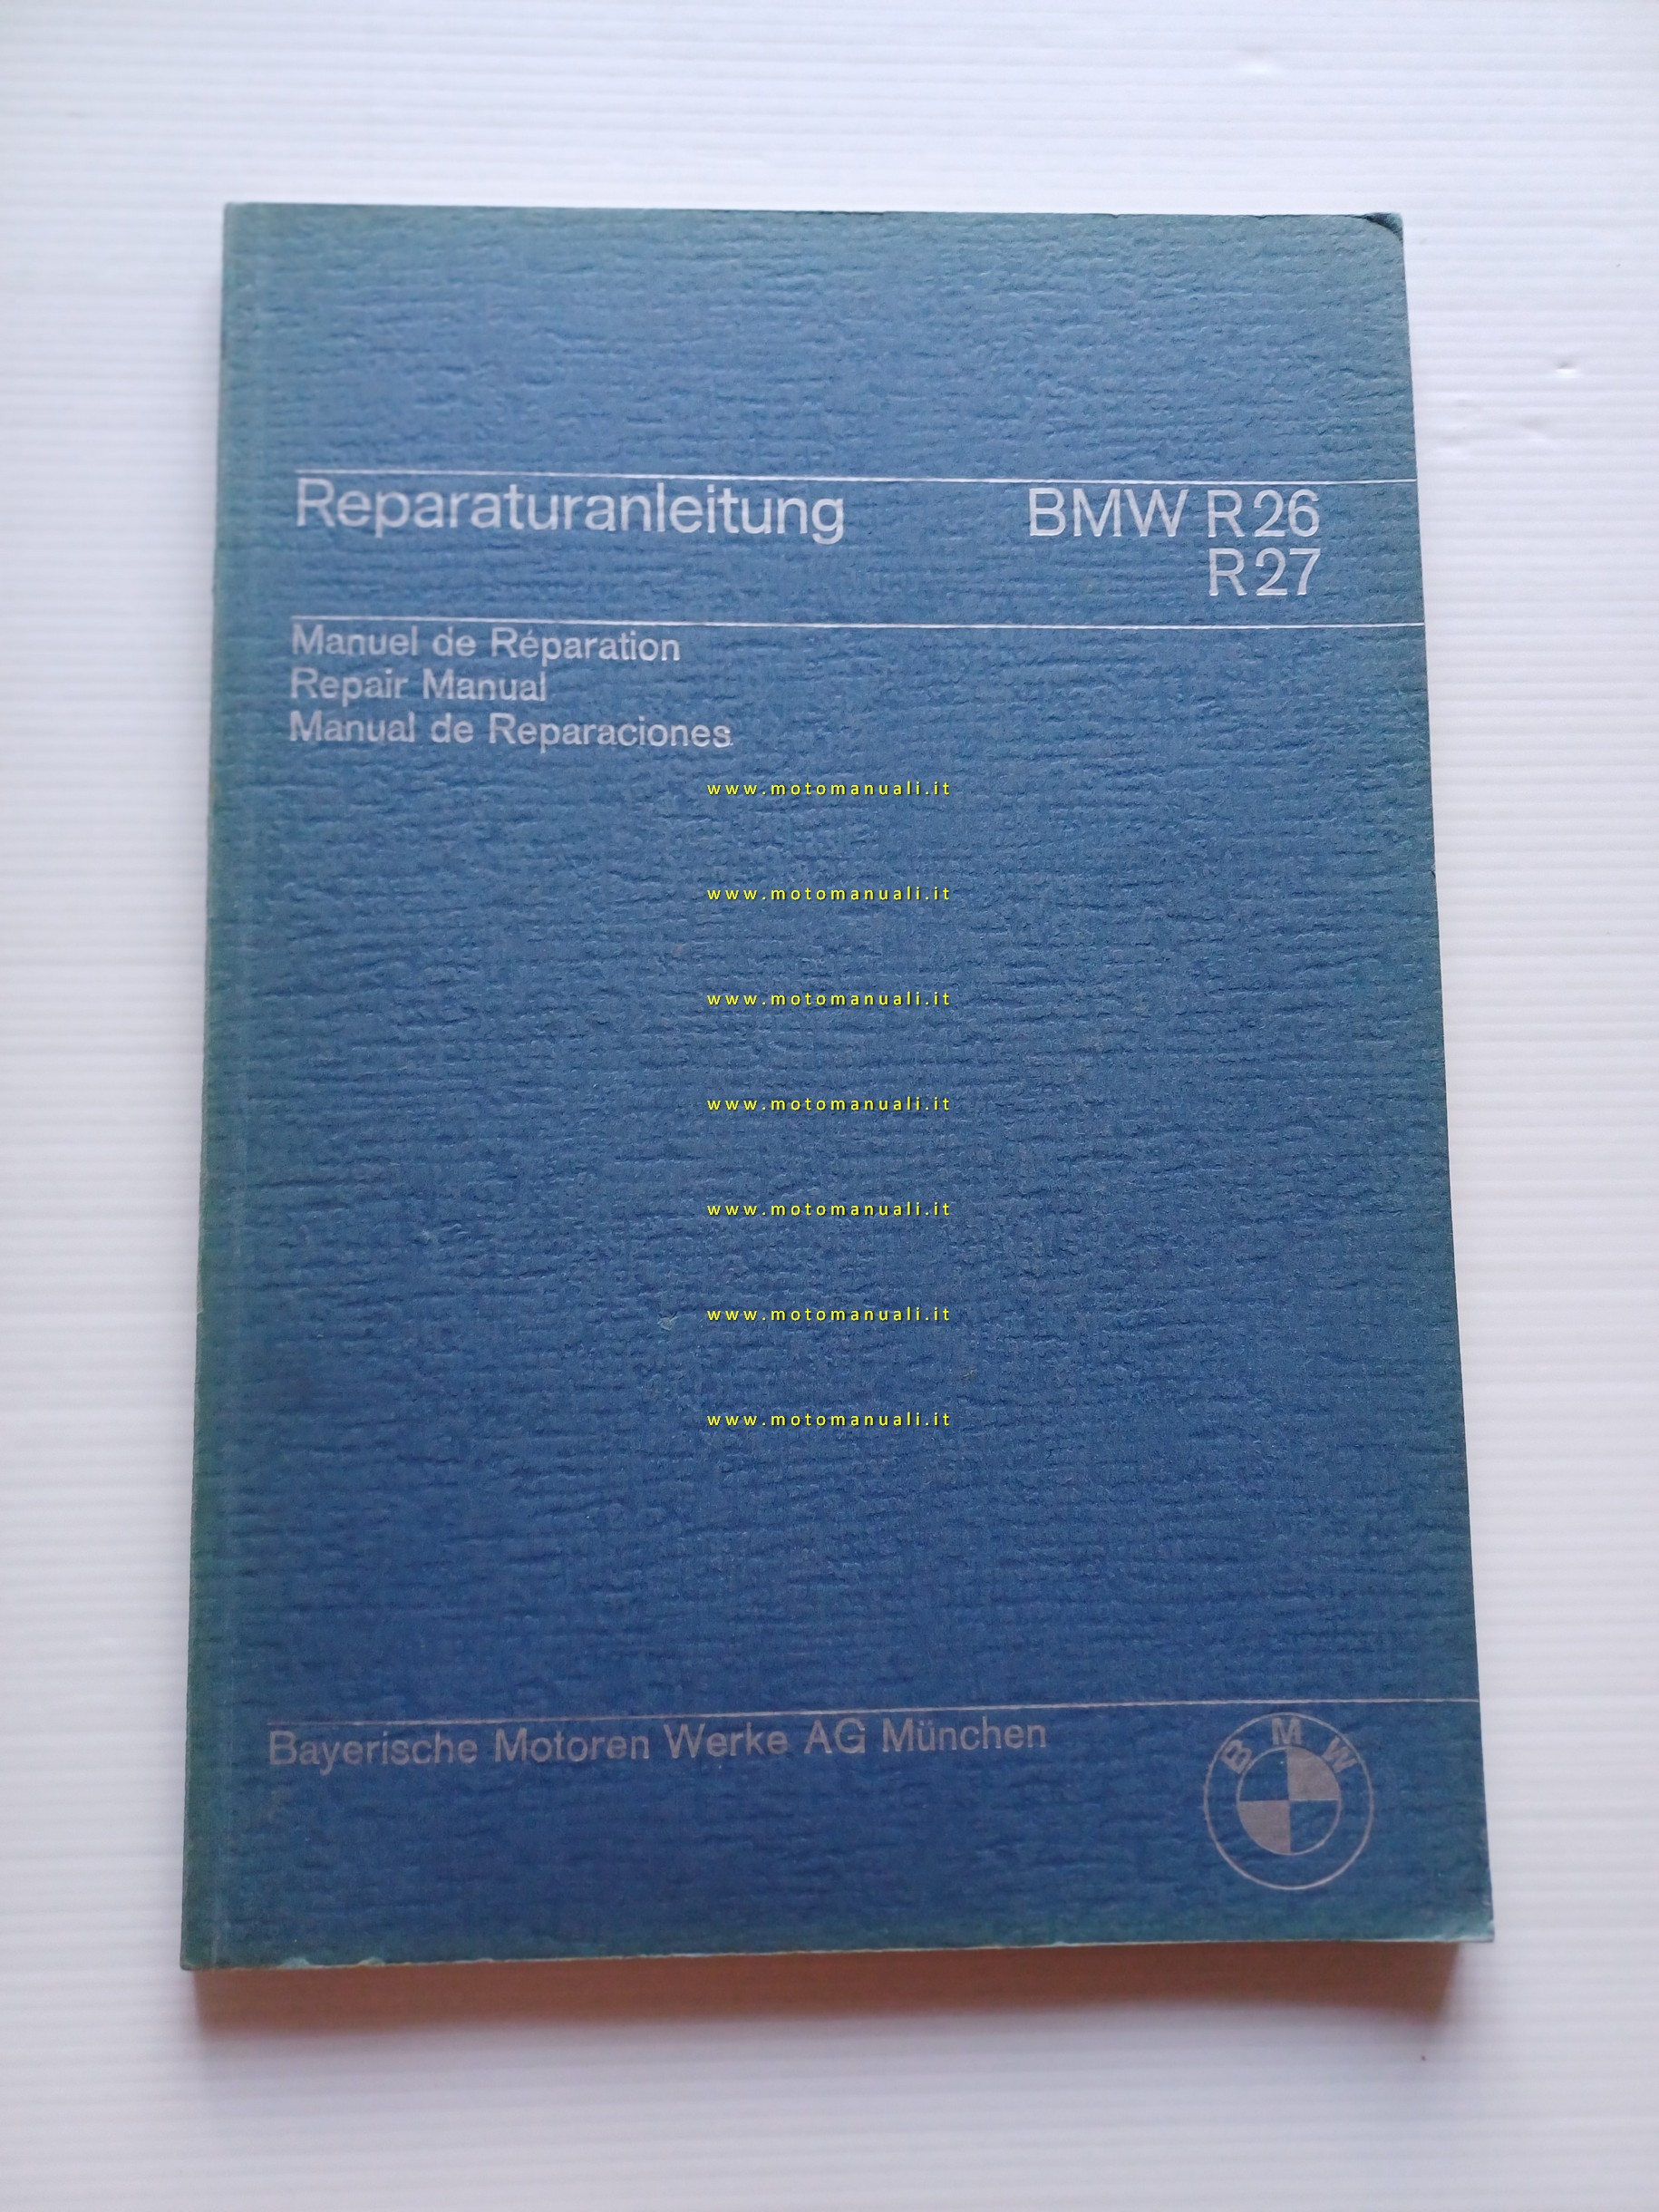 Reparaturanleitung BMW R26
R27
Manuel de Réparation
Repair Manual
Manual de Reparaciones
www.motomanuali.it
www.motomanuali.it
www.motomanuali.it
www.motomanuali.it
www.motomanuali.it
www.motomanuali.it
www.motomanuali.it
Bayerische Motoren Werke AG München
BMW